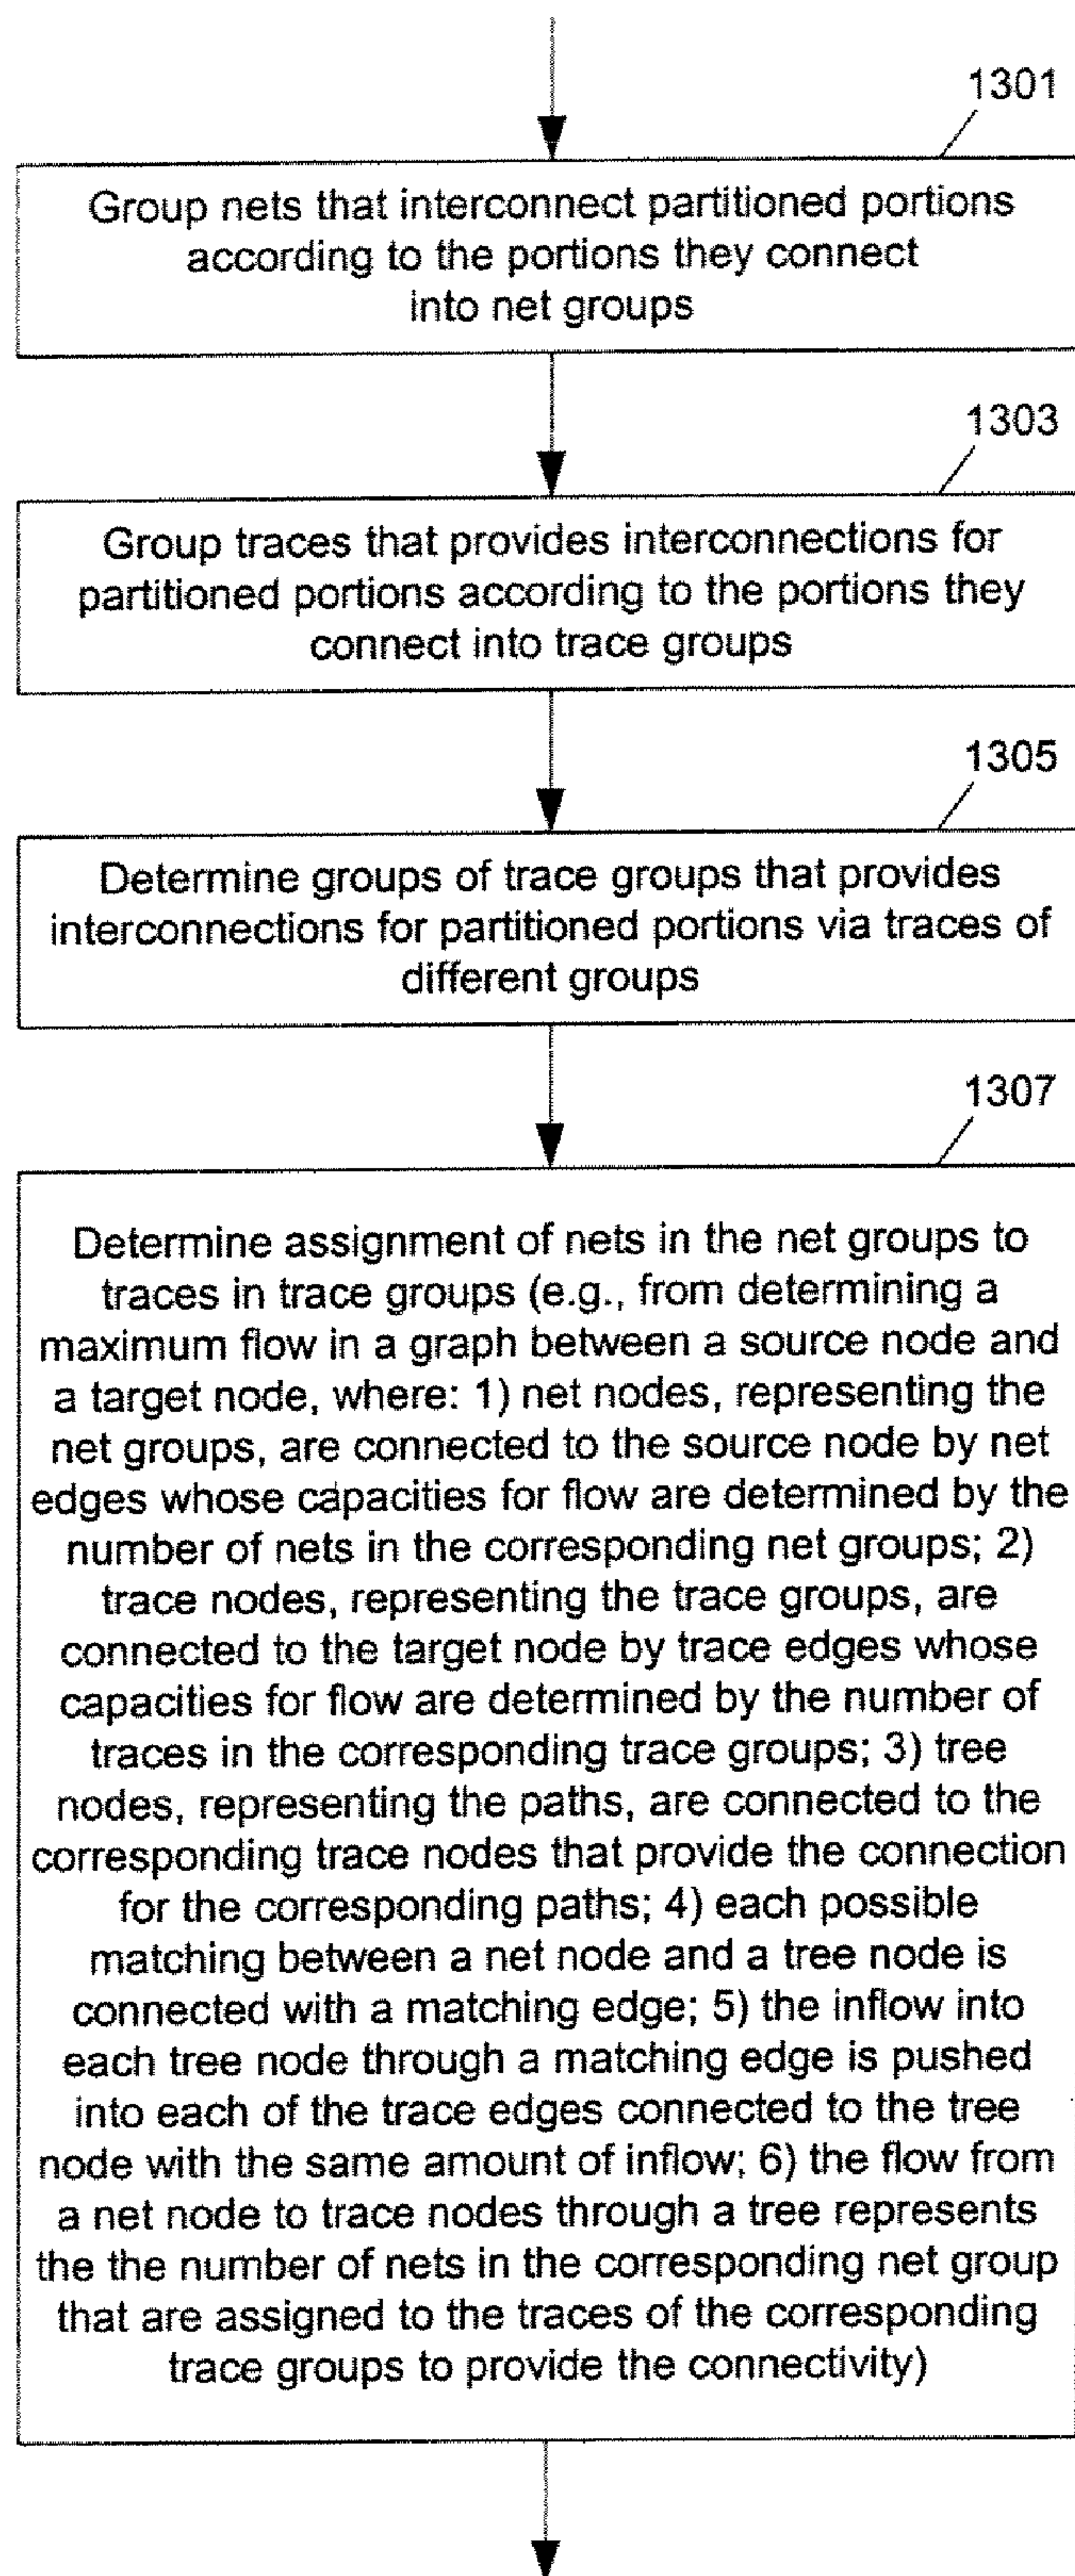 1301
Group nets that interconnect partitioned portions
according to the portions they connect
into net groups
1303
Group traces that provides interconnections for
partitioned portions according to the portions they
connect into trace groups
1305
Determine groups of trace groups that provides
interconnections for partitioned portions via traces of
different groups
1307
Determine assignment of nets in the net groups to
traces in trace groups (e.g., from determining a
maximum flow in a graph between a source node and
a target node, where: 1) net nodes, representing the
net groups, are connected to the source node by net
edges whose capacities for flow are determined by the
number of nets in the corresponding net groups; 2)
trace nodes, representing the trace groups, are
connected to the target node by trace edges whose
capacities for flow are determined by the number of
traces in the corresponding trace groups; 3) tree
nodes, representing the paths, are connected to the
corresponding trace nodes that provide the connection
for the corresponding paths; 4) each possible
matching between a net node and a tree node is
connected with a matching edge; 5) the inflow into
each tree node through a matching edge is pushed
into each of the trace edges connected to the tree
node with the same amount of inflow; 6) the flow from
a net node to trace nodes through a tree represents
the the number of nets in the corresponding net group
that are assigned to the traces of the corresponding
trace groups to provide the connectivity)